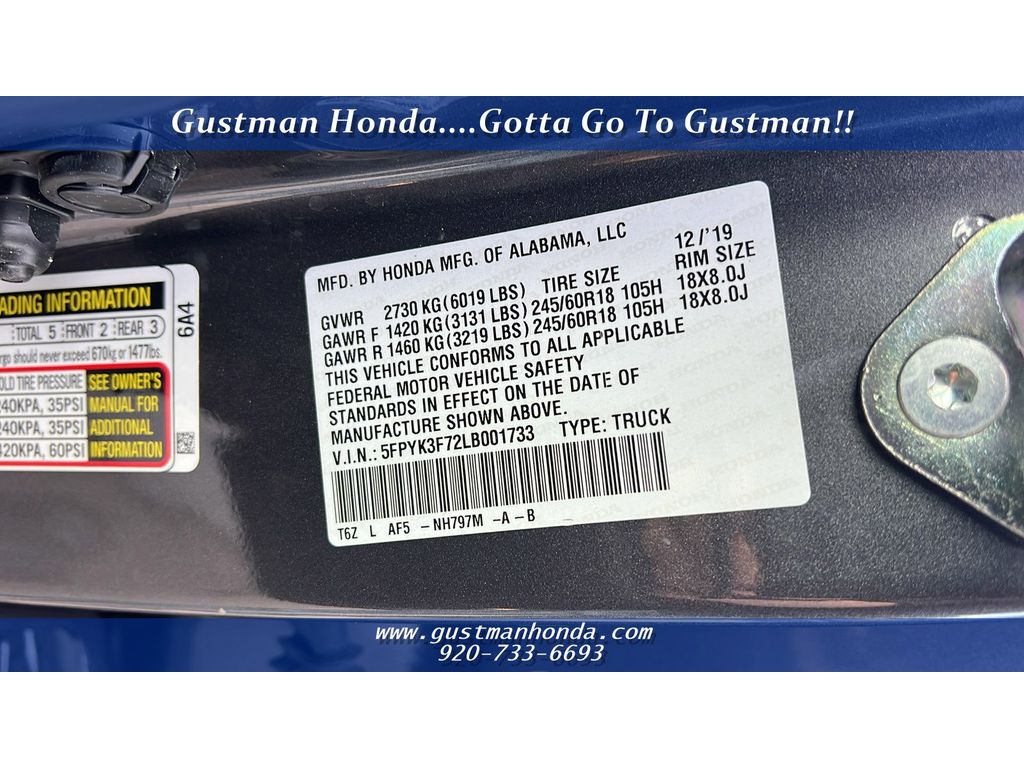 Gustman Honda....Gotta Go To Gustman!!
MFD. BY HONDA MFG. OF ALABAMA, LLC 12/'19
GVWR 2730 KG(6019 LBS) TIRE SIZE RIM SIZE
GAWR F 1420 KG(3131 LBS) 245/60R18 105H 18X8.0J
GAWR R 1460 KG(3219 LBS) 245/60R18 105H 18X8.0J
THIS VEHICLE CONFORMS TO ALL APPLICABLE
FEDERAL MOTOR VEHICLE SAFETY
STANDARDS IN EFFECT ON THE DATE OF
MANUFACTURE SHOWN ABOVE.
V.I.N.: 5FPYK3F72LB001733 TYPE: TRUCK
T6Z L AF5 -NH797M -A-B
INFORMATION
TOTAL 5 FRONT 2 REAR 3
should never exceed 670kg or 1477lbs.
TIRE PRESSURE SEE OWNER'S
240KPA, 35PSI MANUAL FOR
240KPA, 35PSI ADDITIONAL
420KPA, 60PSI INFORMATION
6A4
www.gustmanhonda.com
920-733-6693